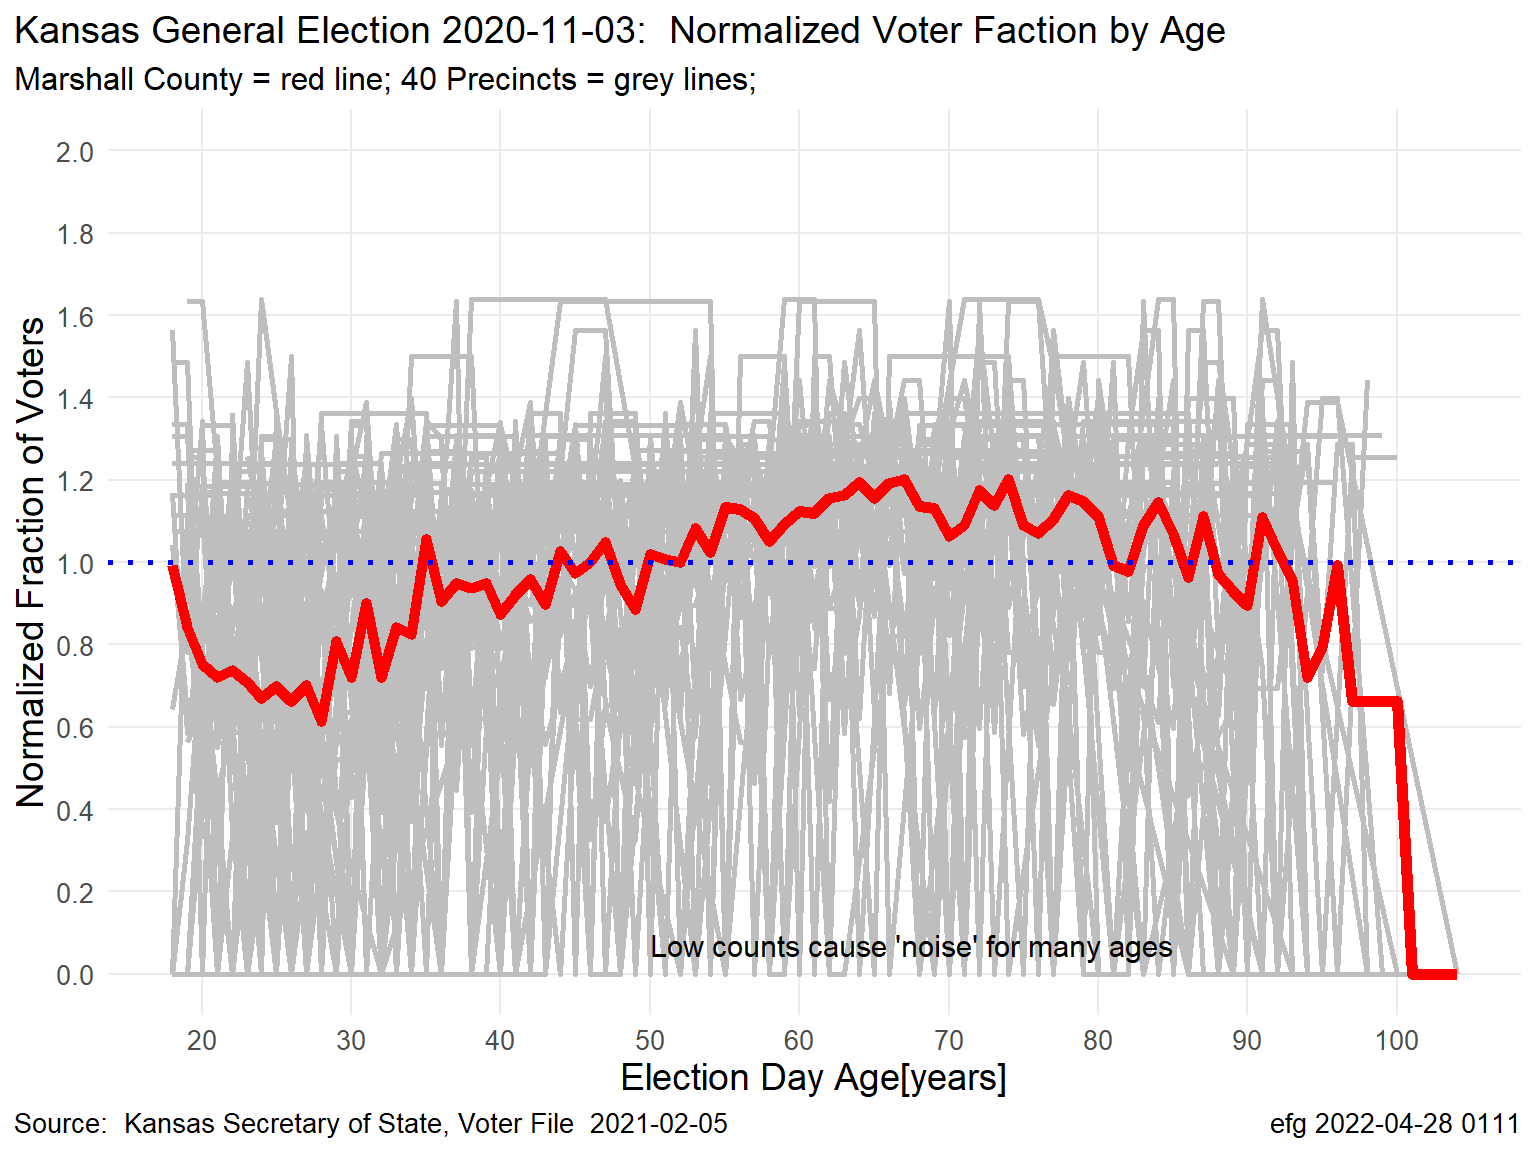 Kansas General Election 2020-11-03:  Normalized Voter Faction by Age
Marshall County = red line; 40 Precincts = grey lines;
Normalized Fraction of Voters
2.0
1.8
1.6
1.4
1.2
1.0
0.8
0.6
0.4
0.2
0.0
Low counts cause 'noise' for many ages
20 30 40 50 60 70 80 90 100
Election Day Age[years]
Source:  Kansas Secretary of State, Voter File  2021-02-05
efg 2022-04-28 0111